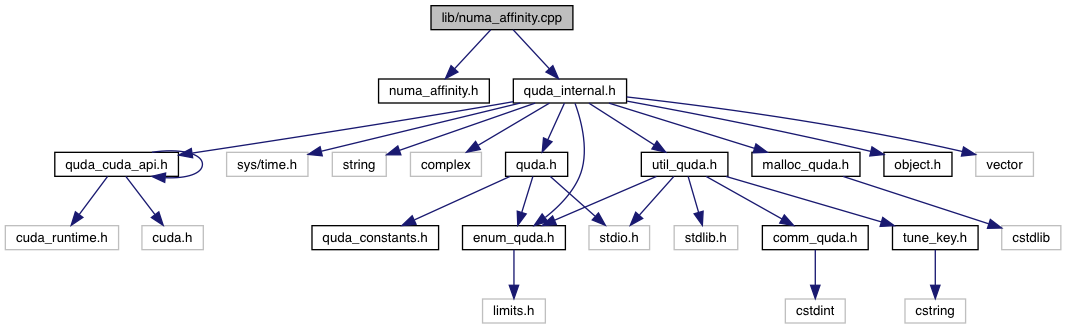 lib/numa_affinity.cpp
numa_affinity.h
quda_internal.h
quda_cuda_api.h
sys/time.h
string
complex
quda.h
util_quda.h
malloc_quda.h
object.h
vector
cuda_runtime.h
cuda.h
quda_constants.h
enum_quda.h
stdio.h
stdlib.h
comm_quda.h
tune_key.h
cstdlib
limits.h
cstdint
cstring